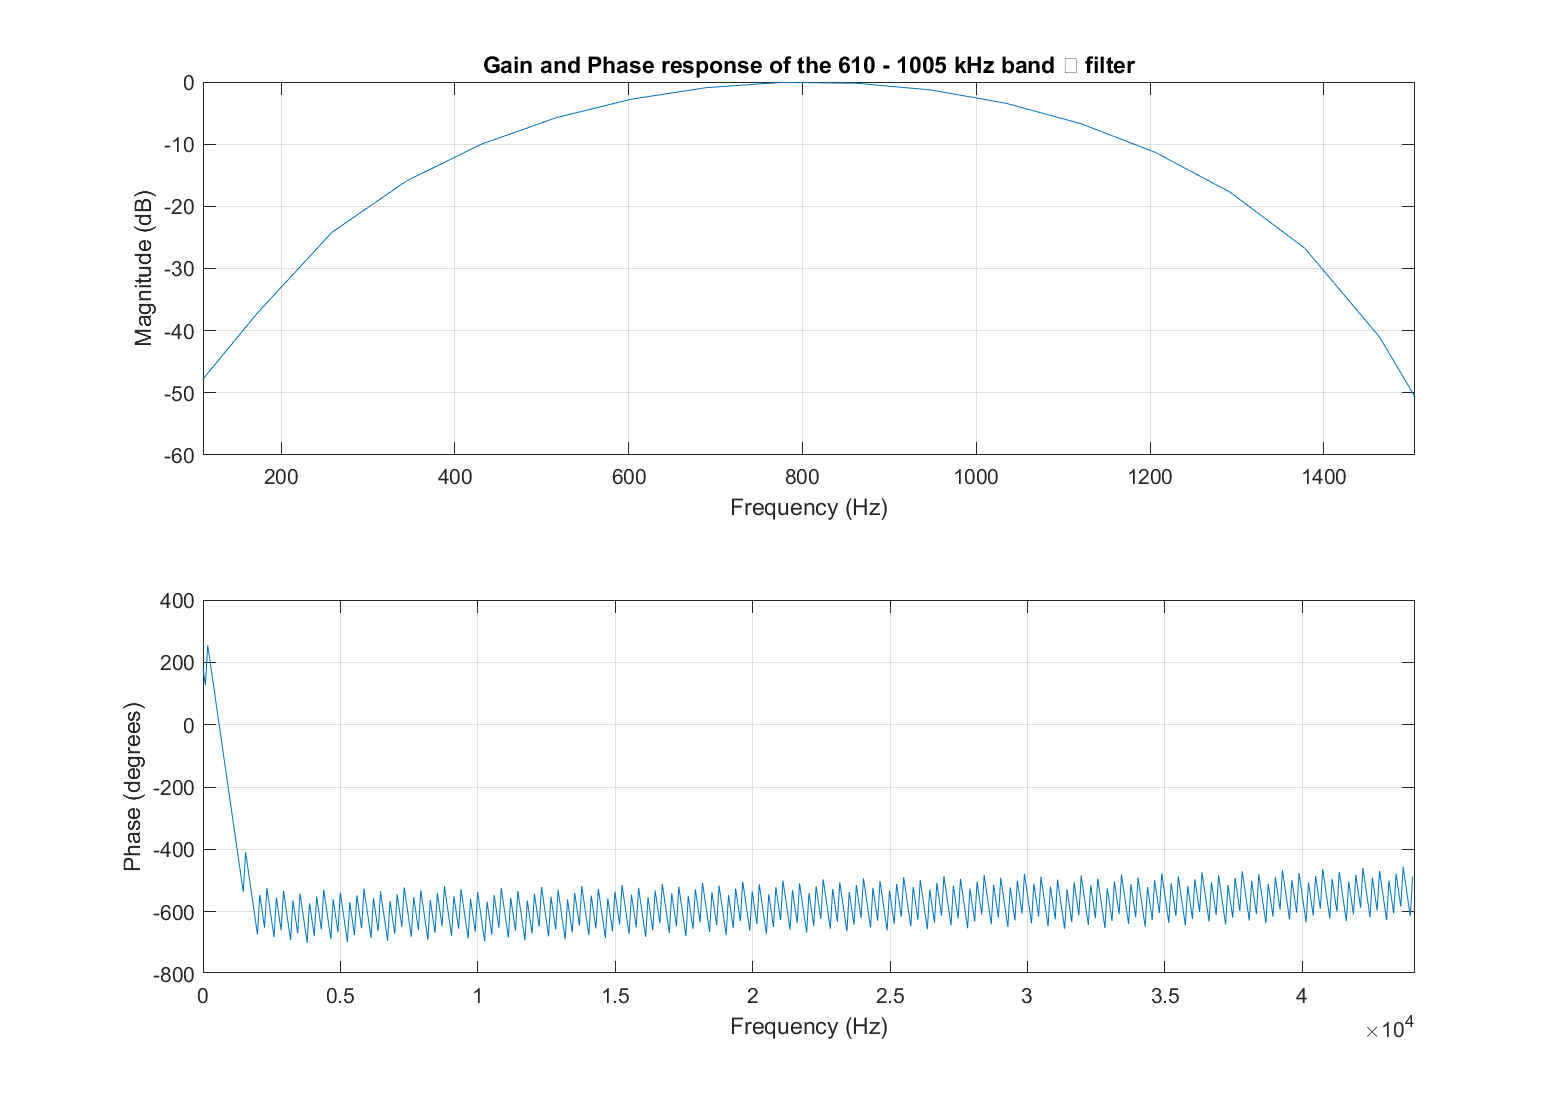 Gain and Phase response of the 610 - 1005 kHz band □ filter
0
-10
-20
-30
-40
-50
-60
Magnitude (dB)
200 400 600 800 1000 1200 1400
Frequency (Hz)
400
200
0
-200
-400
-600
-800
Phase (degrees)
0 0.5 1 1.5 2 2.5 3 3.5 4
Frequency (Hz)
×10⁴